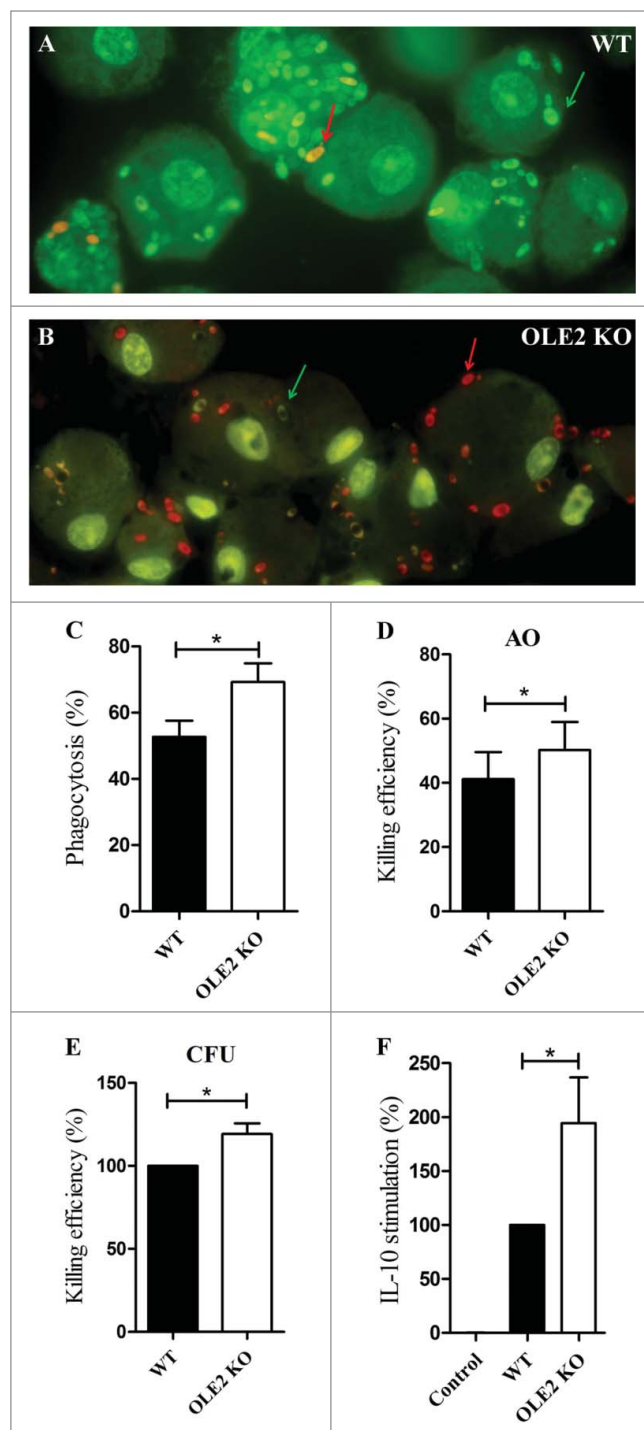 A
WT
B
OLE2 KO
C
*
Phagocytosis (%)
80
60
40
20
0
WT
OLE2 KO
D
AO
*
Killing efficiency (%)
80
60
40
20
0
WT
OLE2 KO
E
CFU
*
Killing efficiency (%)
150
100
50
0
WT
OLE2 KO
F
*
IL-10 stimulation (%)
250
200
150
100
50
0
Control
WT
OLE2 KO